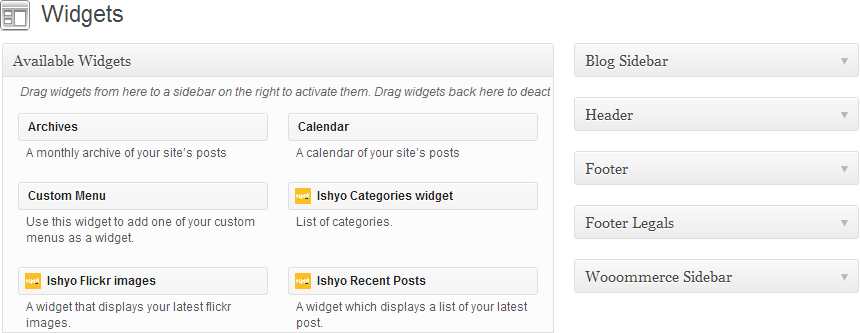 Widgets
Available Widgets
Drag widgets from here to a sidebar on the right to activate them. Drag widgets back here to deact
Archives
A monthly archive of your site's posts
Calendar
A calendar of your site's posts
Custom Menu
Use this widget to add one of your custom
menus as a widget.
Ishyo Categories widget
List of categories.
Ishyo Flickr images
A widget that displays your latest flickr
images.
Ishyo Recent Posts
A widget which displays a list of your latest
post.
Blog Sidebar
Header
Footer
Footer Legals
Wooommerce Sidebar